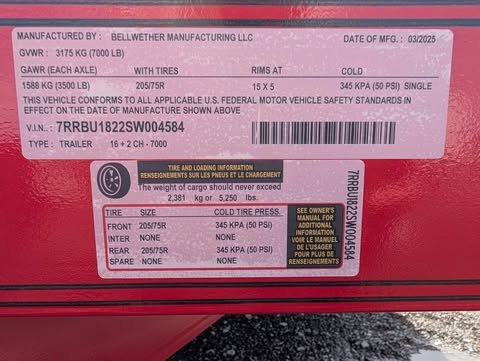 MANUFACTURED BY : BELLWETHER MANUFACTURING LLC DATE OF MFG. : 03/2025
GVWR : 3175 KG (7000 LB)
GAWR (EACH AXLE) WITH TIRES RIMS AT COLD
1588 KG (3500 LB) 205/75R 15 X 5 345 KPA (50 PSI) SINGLE
THIS VEHICLE CONFORMS TO ALL APPLICABLE U.S. FEDERAL MOTOR VEHICLE SAFETY STANDARDS IN
EFFECT ON THE DATE OF MANUFACTURE SHOWN ABOVE
V.I.N. : 7RRBU1822SW004584
TYPE : TRAILER 16 + 2 CH - 7000
TIRE AND LOADING INFORMATION
RENSEIGNEMENTS SUR LES PNEUS ET LE CHARGEMENT
The weight of cargo should never exceed
2,381 kg or 5,250 lbs.
TIRE SIZE COLD TIRE PRESS.
FRONT 205/75R 345 KPA (50 PSI)
INTER NONE NONE
REAR 205/75R 345 KPA (50 PSI)
SPARE NONE NONE
SEE OWNER'S
MANUAL FOR
ADDITIONAL
INFORMATION
VOIR LE MANUEL
DE L'USAGER
POUR PLUS DE
RENSEIGNEMENTS
7RRBU1822SW004584